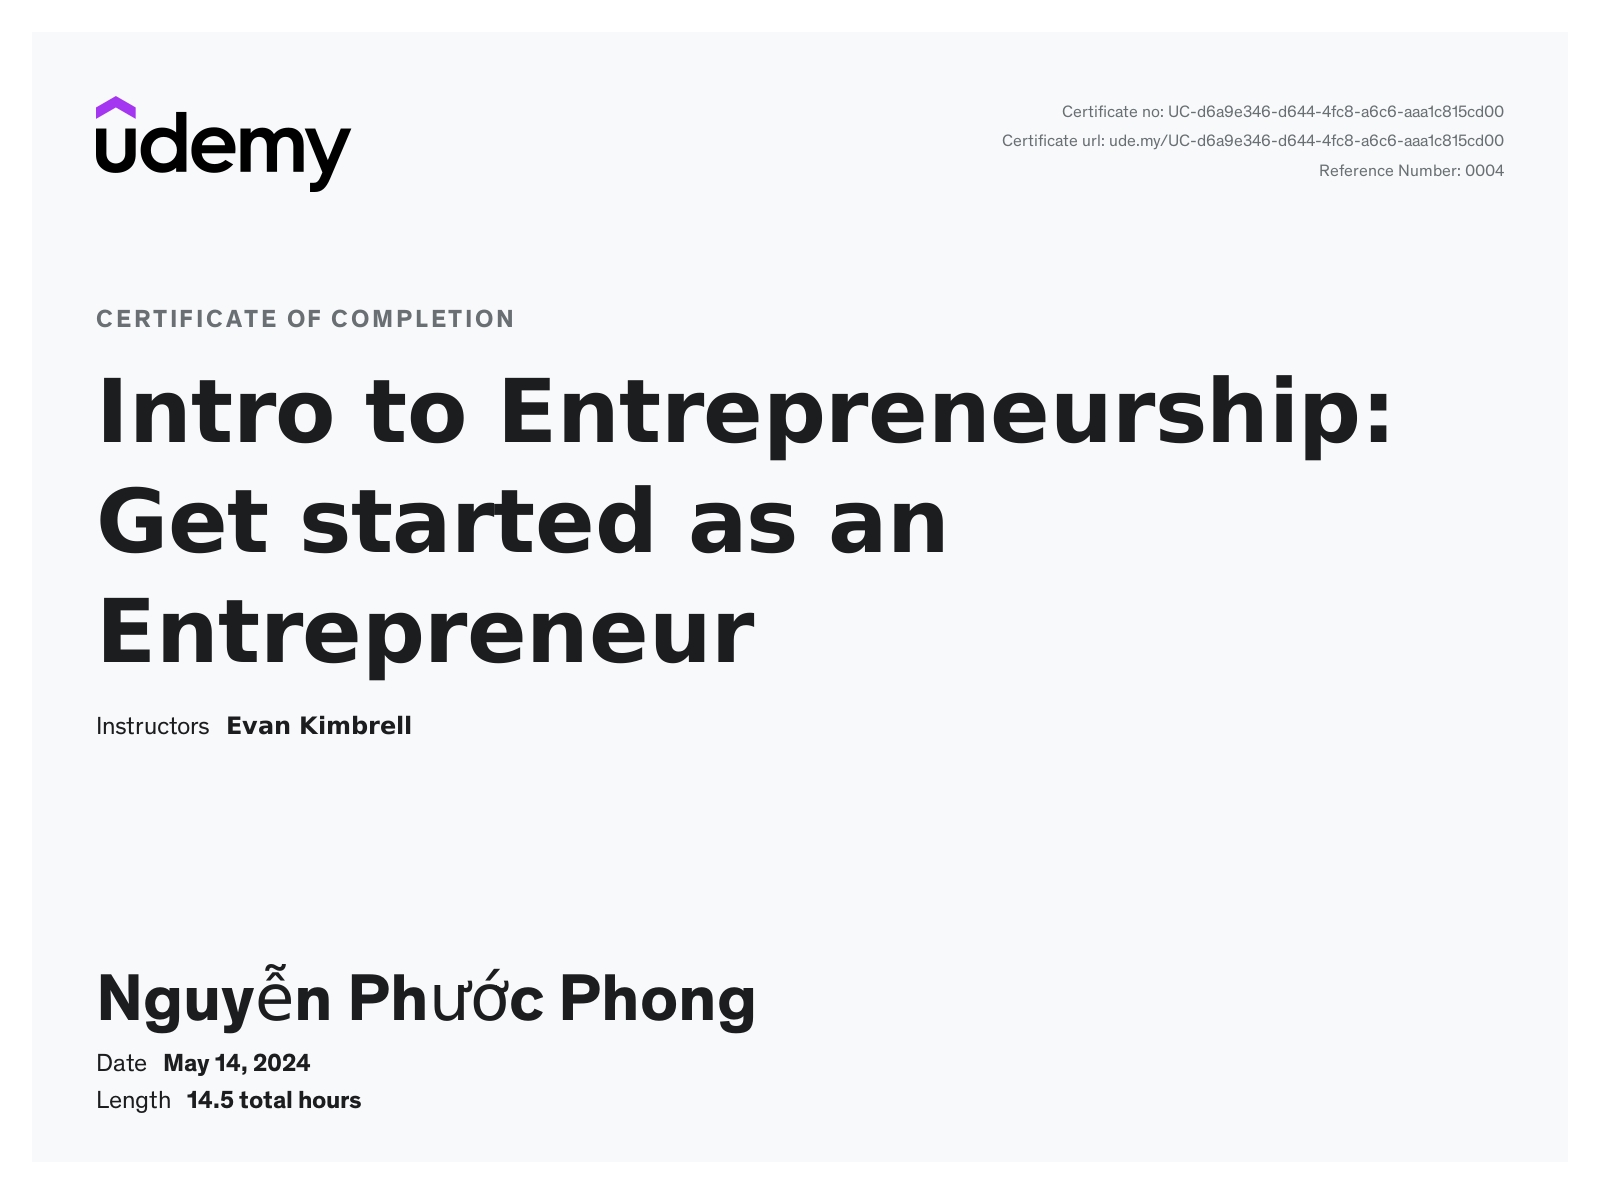 udemy
Certificate no: UC-d6a9e346-d644-4fc8-a6c6-aaa1c815cd00
Certificate url: ude.my/UC-d6a9e346-d644-4fc8-a6c6-aaa1c815cd00
Reference Number: 0004
CERTIFICATE OF COMPLETION
Intro to Entrepreneurship:
Get started as an
Entrepreneur
Instructors Evan Kimbrell
Nguyễn Phước Phong
Date May 14, 2024
Length 14.5 total hours